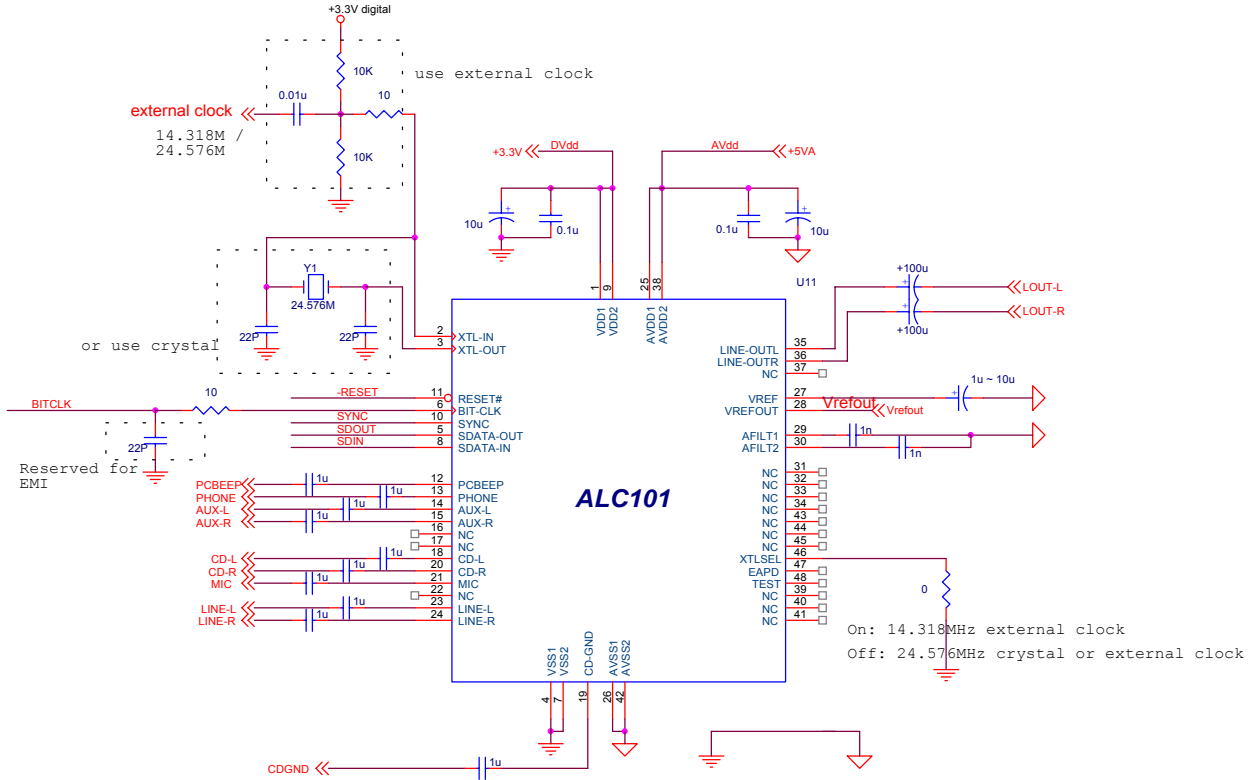 +3.3V digital
10K
use external clock
0.01u
10
external clock
14.318M /
24.576M
10K
+3.3V
DVdd
AVdd
+5VA
10u
0.1u
0.1u
10u
Y1
24.576M
22P
22P
or use crystal
U11
+100u
LOUT-L
LOUT-R
+100u
1
9
25
38
VDD1
VDD2
AVDD1
AVDD2
2
XTL-IN
3
XTL-OUT
35
LINE-OUTL
36
LINE-OUTR
37
NC
10
BITCLK
22P
Reserved for
EMI
-RESET
11
RESET#
6
BIT-CLK
SYNC
10
SYNC
SDOUT
5
SDATA-OUT
SDIN
8
SDATA-IN
27
VREF
1u ~ 10u
28
VREFOUT
Vrefout
Vrefout
29
AFILT1
1n
30
AFILT2
1n
PCBEEP
1u
12
PCBEEP
PHONE
1u
13
PHONE
AUX-L
1u
14
AUX-L
AUX-R
1u
15
AUX-R
16
NC
17
NC
CD-L
1u
18
CD-L
CD-R
1u
20
CD-R
MIC
1u
21
MIC
22
NC
LINE-L
1u
23
LINE-L
LINE-R
1u
24
LINE-R
ALC101
31
NC
32
NC
33
NC
34
NC
43
NC
44
NC
45
NC
46
XTLSEL
47
EAPD
48
TEST
39
NC
40
NC
41
NC
0
On: 14.318MHz external clock
Off: 24.576MHz crystal or external clock
VSS1
VSS2
CD-GND
AVSS1
AVSS2
4
7
19
26
42
CDGND
1u